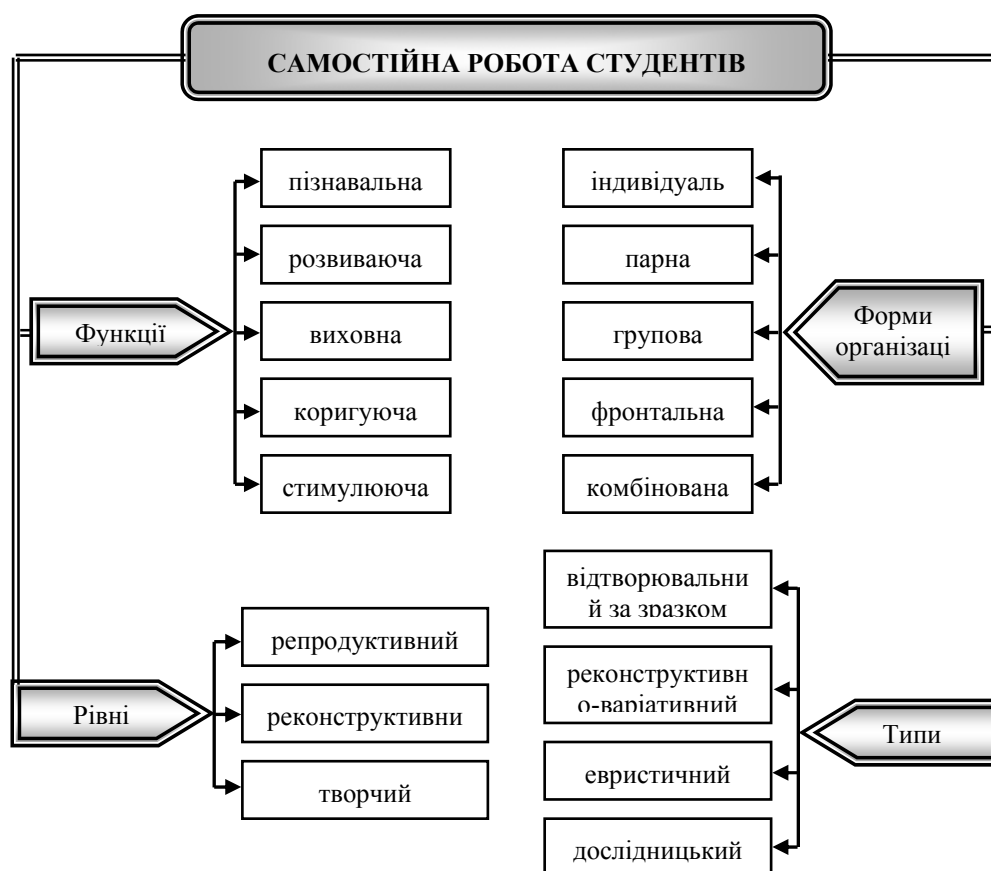 САМОСТІЙНА РОБОТА СТУДЕНТІВ
Функції
пізнавальна
розвиваюча
виховна
коригуюча
стимулююча
Форми
організаці
індивідуаль
парна
групова
фронтальна
комбінована
Рівні
репродуктивний
реконструктивни
творчий
Типи
відтворювальни
й за зразком
реконструктивн
о-варіативний
евристичний
дослідницький